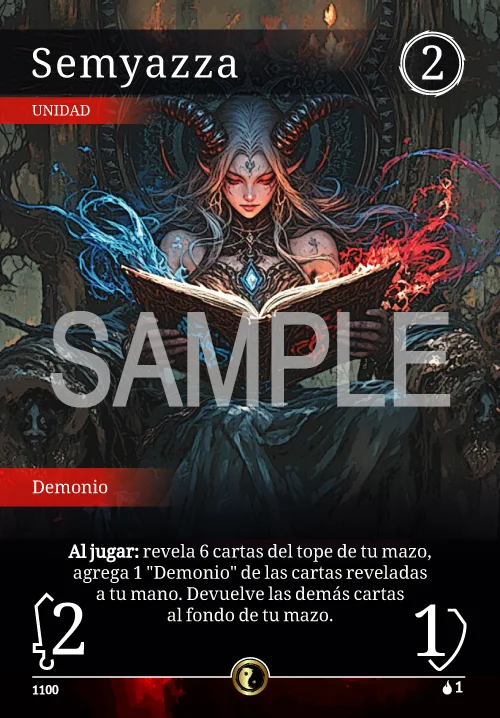 Semyazza
2
UNIDAD
SAMPLE
Demonio
Al jugar: revela 6 cartas del tope de tu mazo,
agrega 1 "Demonio" de las cartas reveladas
a tu mano. Devuelve las demás cartas
al fondo de tu mazo.
2
1
1100
1